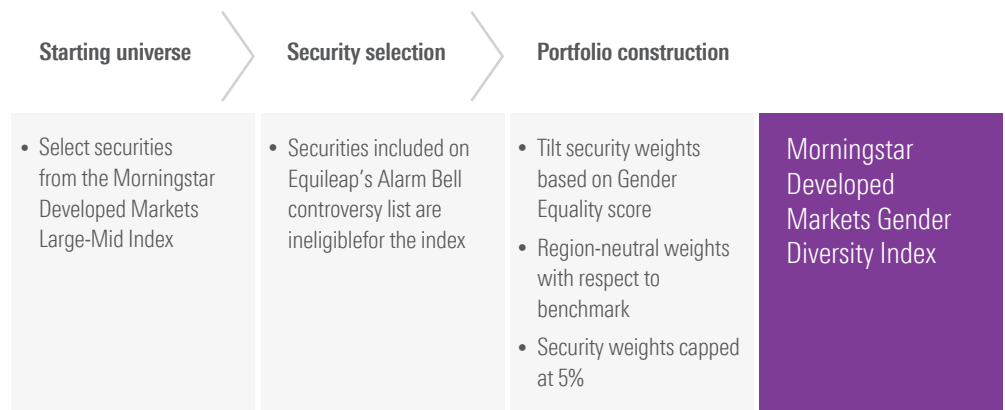 Starting universe
Security selection
Portfolio construction
• Select securities
from the Morningstar
Developed Markets
Large-Mid Index
• Securities included on
Equileap's Alarm Bell
controversy list are
ineligiblefor the index
• Tilt security weights
based on Gender
Equality score
• Region-neutral weights
with respect to
benchmark
• Security weights capped
at 5%
Morningstar
Developed
Markets Gender
Diversity Index